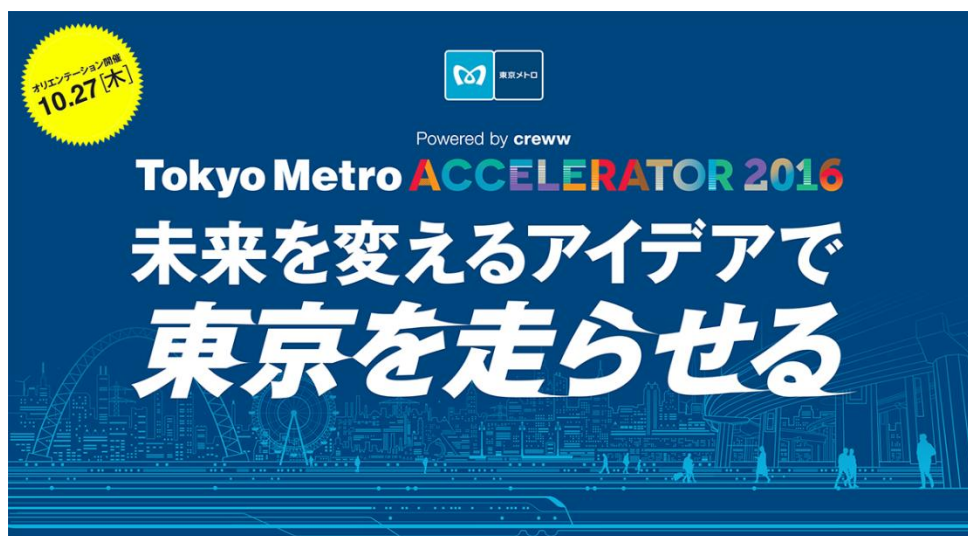 オリエンテーション開催
10.27[木]
東京メトロ
Powered by creww
Tokyo Metro ACCELERATOR 2016
未来を変えるアイデアで
東京を走らせる